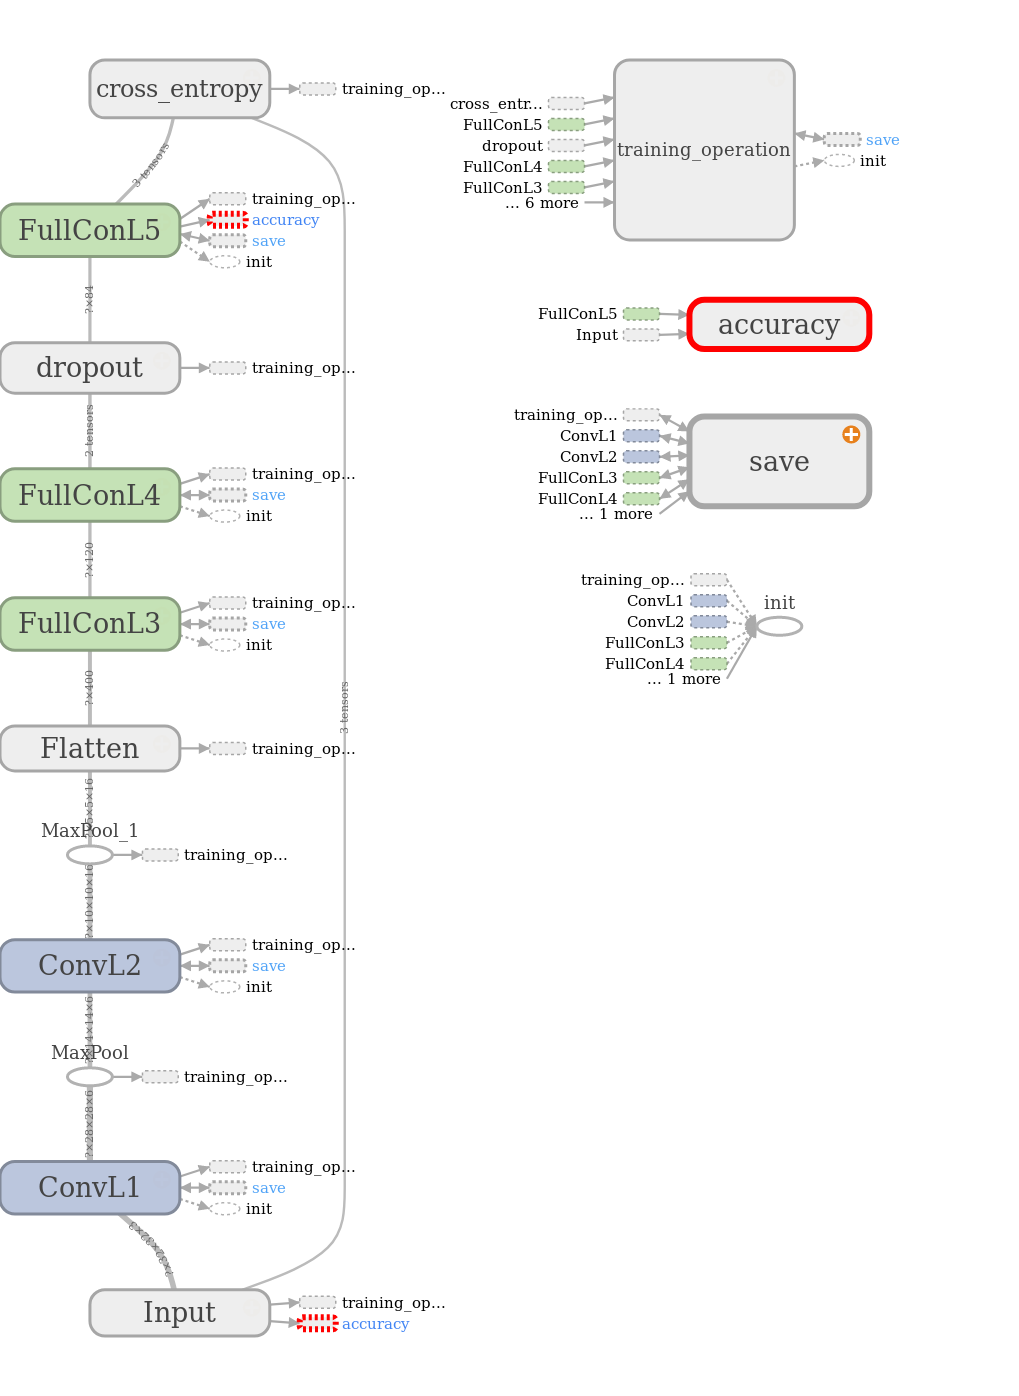 cross_entropy
training_op...
3 tensors
FullConL5
training_op...
accuracy
save
init
?×84
dropout
training_op...
2 tensors
FullConL4
training_op...
save
init
?×120
FullConL3
training_op...
save
init
?×400
3 tensors
Flatten
training_op...
?×5×5×16
MaxPool_1
training_op...
?×10×10×16
ConvL2
training_op...
save
init
?×14×14×6
MaxPool
training_op...
?×28×28×6
ConvL1
training_op...
save
init
?×32×32×3
Input
training_op...
accuracy
cross_entr...
FullConL5
dropout
FullConL4
FullConL3
... 6 more
training_operation
save
init
FullConL5
Input
accuracy
training_op...
ConvL1
ConvL2
FullConL3
FullConL4
... 1 more
save
training_op...
ConvL1
ConvL2
FullConL3
FullConL4
... 1 more
init